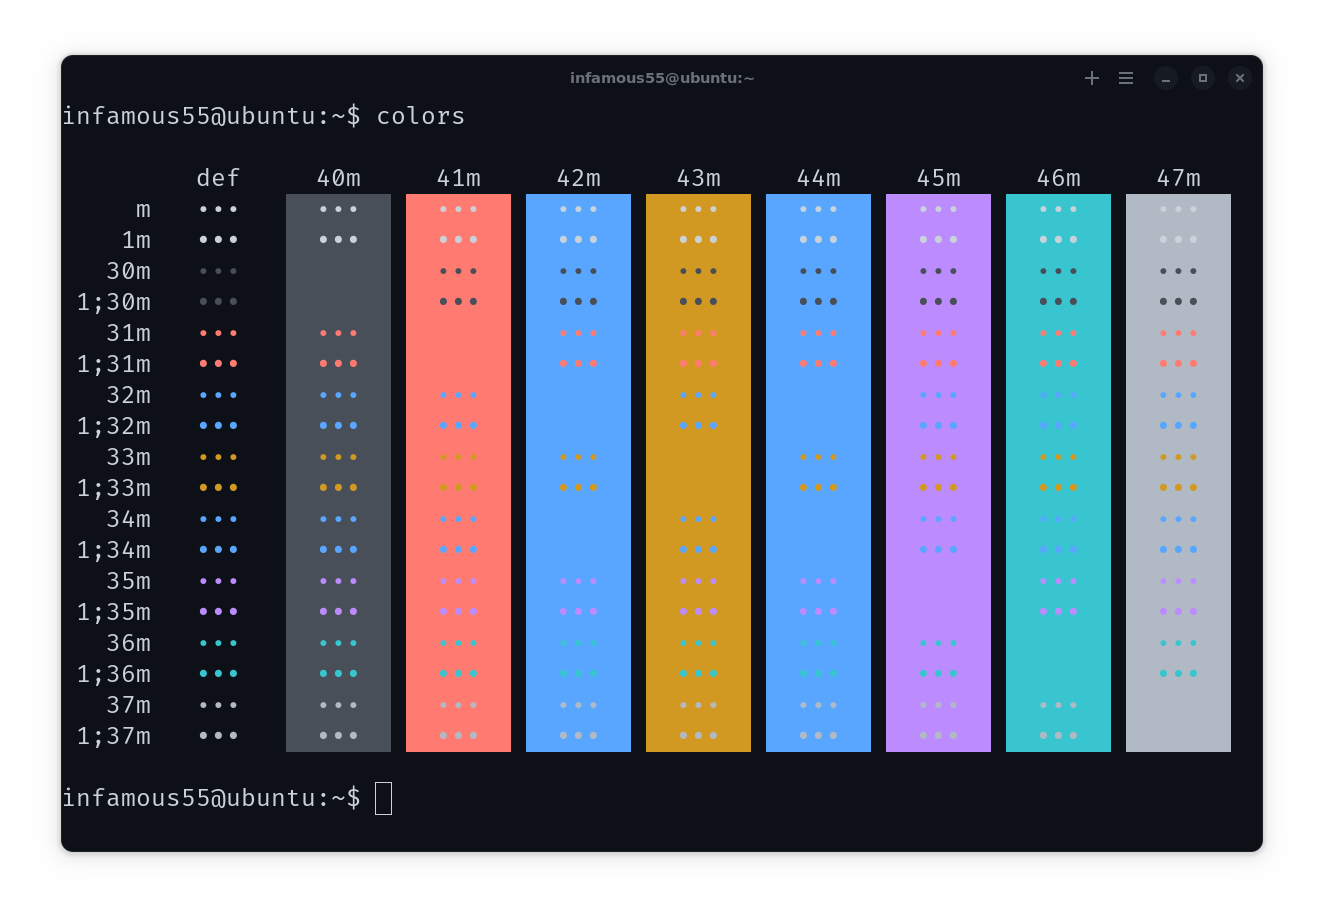 infamous55@ubuntu:~
infamous55@ubuntu:~$ colors
def 40m 41m 42m 43m 44m 45m 46m 47m
m ••• ••• ••• ••• ••• ••• ••• ••• •••
1m ••• ••• ••• ••• ••• ••• ••• ••• •••
30m ••• ••• ••• ••• ••• ••• ••• •••
1;30m ••• ••• ••• ••• ••• ••• ••• •••
31m ••• ••• ••• ••• ••• ••• ••• •••
1;31m ••• ••• ••• ••• ••• ••• ••• •••
32m ••• ••• ••• ••• ••• ••• •••
1;32m ••• ••• ••• ••• ••• ••• •••
33m ••• ••• ••• ••• ••• ••• ••• •••
1;33m ••• ••• ••• ••• ••• ••• ••• •••
34m ••• ••• ••• ••• ••• ••• •••
1;34m ••• ••• ••• ••• ••• ••• •••
35m ••• ••• ••• ••• ••• ••• ••• •••
1;35m ••• ••• ••• ••• ••• ••• ••• •••
36m ••• ••• ••• ••• ••• ••• ••• •••
1;36m ••• ••• ••• ••• ••• ••• ••• •••
37m ••• ••• ••• ••• ••• ••• ••• •••
1;37m ••• ••• ••• ••• ••• ••• ••• •••
infamous55@ubuntu:~$